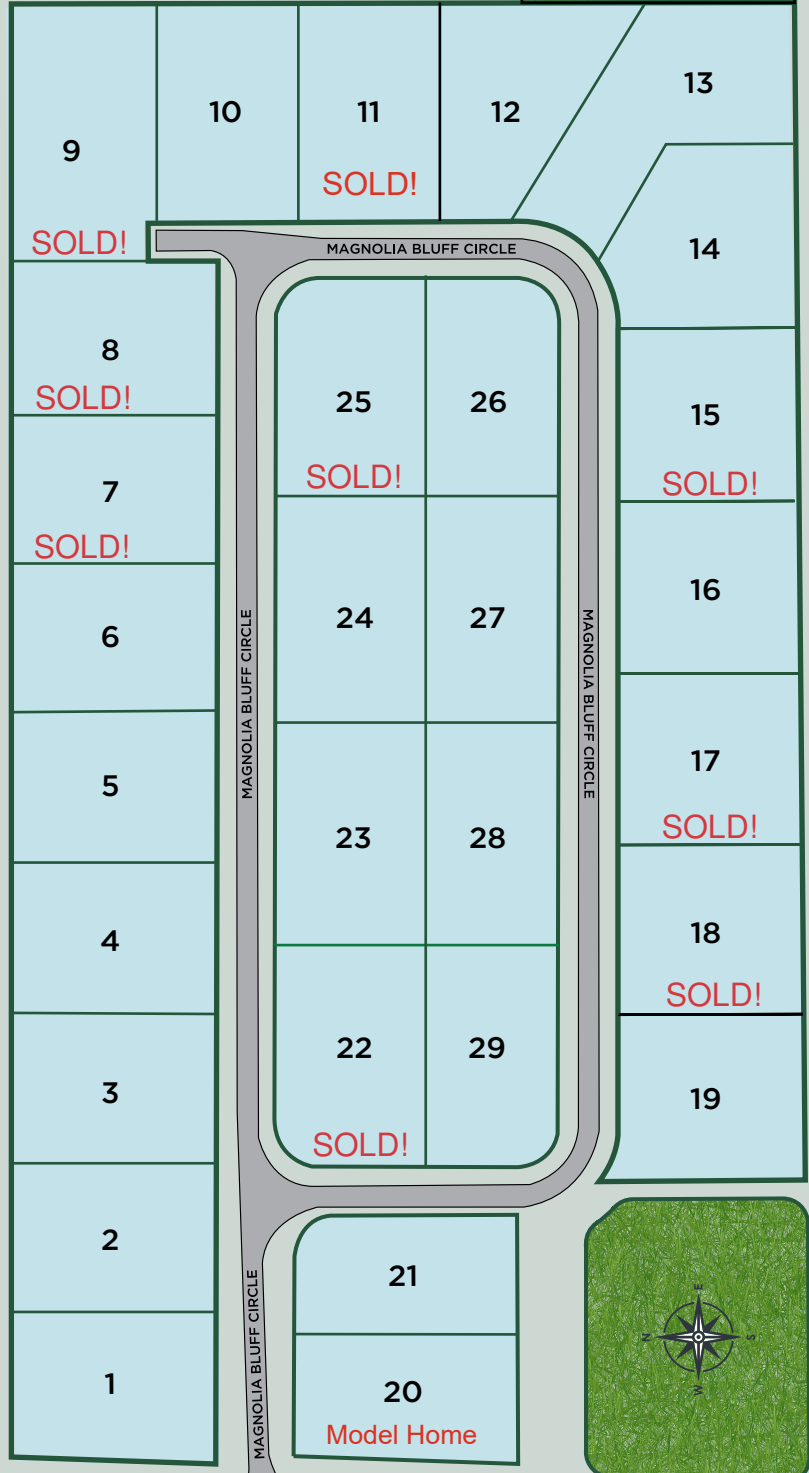 9
SOLD!
10
11
SOLD!
12
13
14
MAGNOLIA BLUFF CIRCLE
8
SOLD!
7
SOLD!
6
5
4
3
2
1
MAGNOLIA BLUFF CIRCLE
25
SOLD!
26
24
27
23
28
22
SOLD!
29
MAGNOLIA BLUFF CIRCLE
15
SOLD!
16
17
SOLD!
18
SOLD!
19
MAGNOLIA BLUFF CIRCLE
21
20
Model Home
E
N
S
W